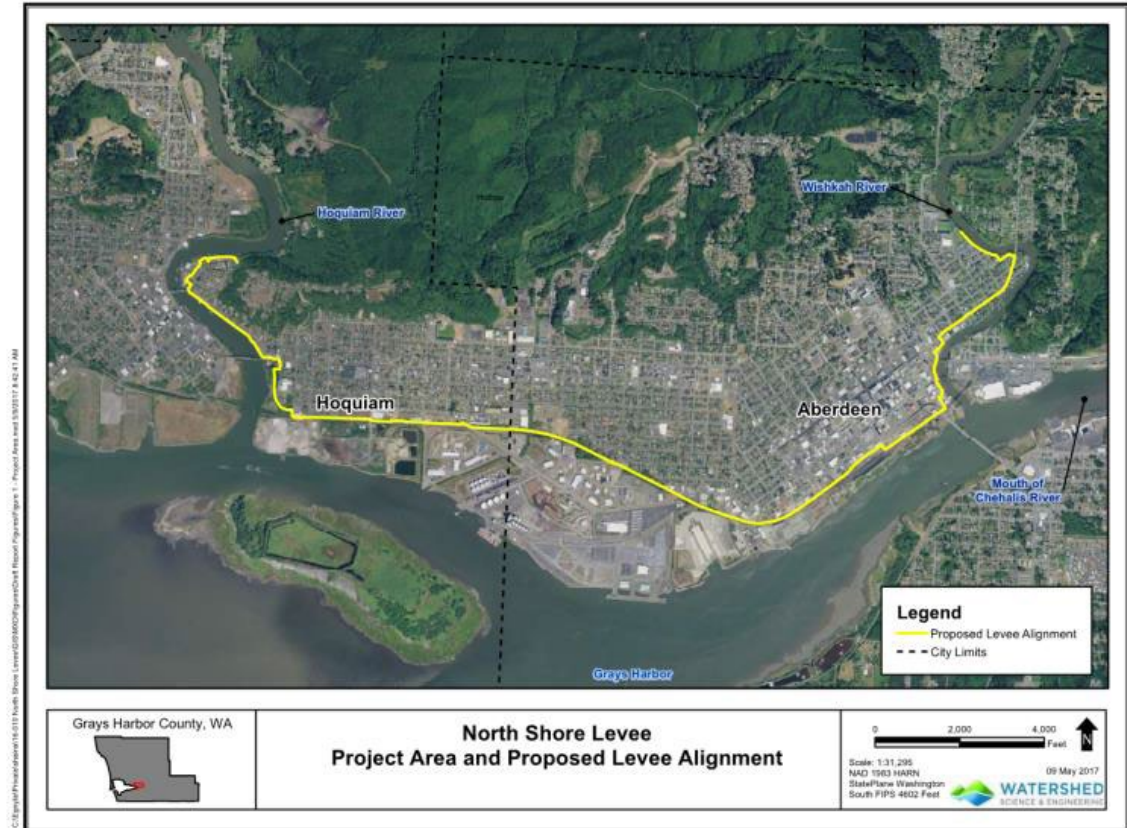 Hoquiam River
Wishkah River
Hoquiam
Aberdeen
Mouth of
Chehalis River
Grays Harbor
Legend
Proposed Levee Alignment
City Limits
Grays Harbor County, WA
North Shore Levee
Project Area and Proposed Levee Alignment
0 2,000 4,000
Feet
N
Scale: 1:31,295
NAD 1983 HARN
StatePlane Washington
South FIPS 4602 Feet
09 May 2017
WATERSHED
SCIENCE & ENGINEERING